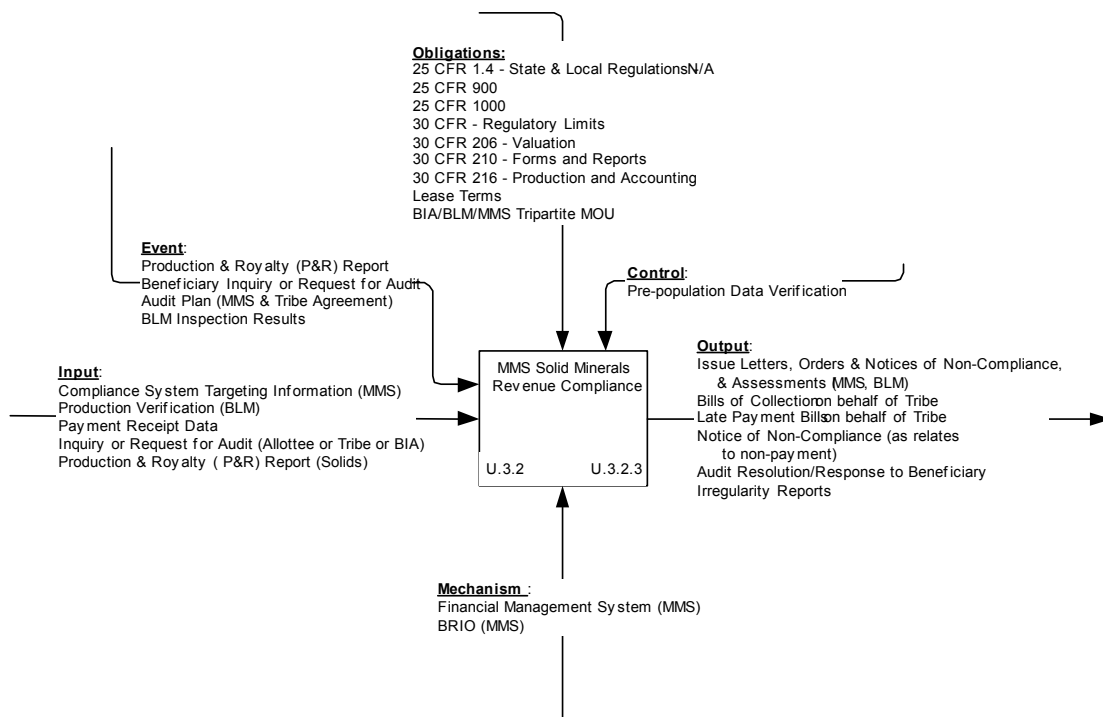 Obligations:
25 CFR 1.4 - State & Local RegulationsN/A
25 CFR 900
25 CFR 1000
30 CFR - Regulatory Limits
30 CFR 206 - Valuation
30 CFR 210 - Forms and Reports
30 CFR 216 - Production and Accounting
Lease Terms
BIA/BLM/MMS Tripartite MOU
Event:
Production & Royalty (P&R) Report
Beneficiary Inquiry or Request for Audit
Audit Plan (MMS & Tribe Agreement)
BLM Inspection Results
Control:
Pre-population Data Verification
Input:
Compliance System Targeting Information (MMS)
Production Verification (BLM)
Payment Receipt Data
Inquiry or Request for Audit (Allottee or Tribe or BIA)
Production & Royalty ( P&R) Report (Solids)
MMS Solid Minerals
Revenue Compliance
U.3.2 U.3.2.3
Output:
Issue Letters, Orders & Notices of Non-Compliance,
& Assessments (MMS, BLM)
Bills of Collection on behalf of Tribe
Late Payment Bills on behalf of Tribe
Notice of Non-Compliance (as relates
to non-payment)
Audit Resolution/Response to Beneficiary
Irregularity Reports
Mechanism :
Financial Management System (MMS)
BRIO (MMS)